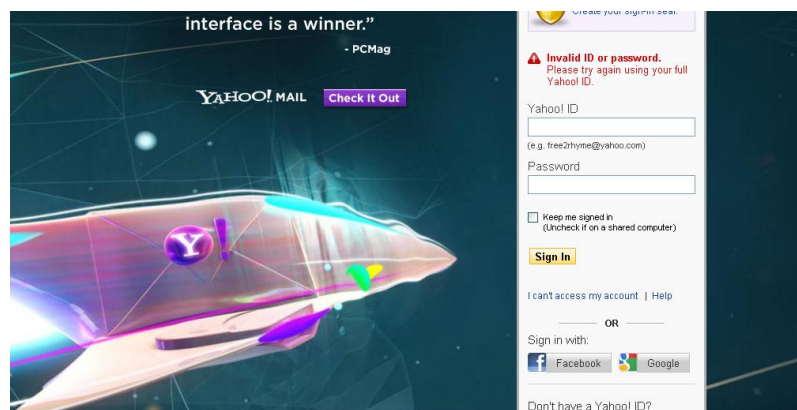 interface is a winner.”
- PCMag
YAHOO! MAIL Check It Out
Y!
Create your sign-in seal.
Invalid ID or password.
Please try again using your full
Yahoo! ID.
Yahoo! ID
(e.g. free2rhyme@yahoo.com)
Password
Keep me signed in
(Uncheck if on a shared computer)
Sign In
I can't access my account | Help
OR
Sign in with:
f Facebook g Google
Don't have a Yahoo! ID?